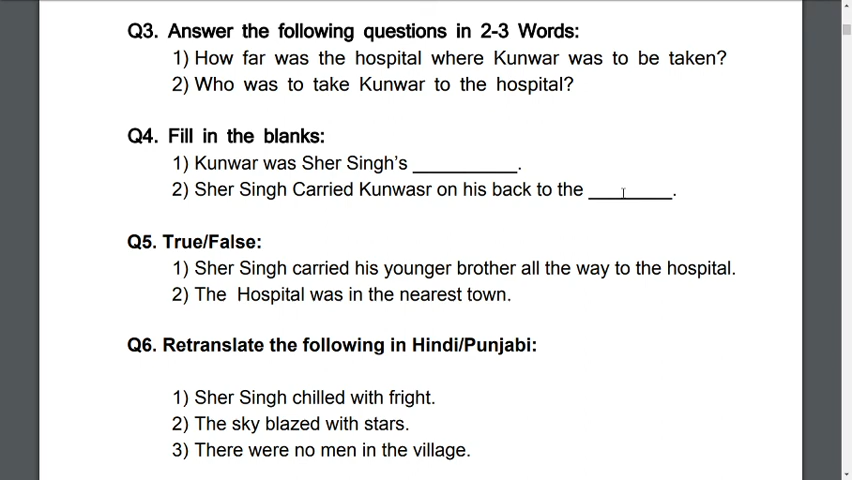 Q3. Answer the following questions in 2-3 Words:
1) How far was the hospital where Kunwar was to be taken?
2) Who was to take Kunwar to the hospital?
Q4. Fill in the blanks:
1) Kunwar was Sher Singh's __________.
2) Sher Singh Carried Kunwasr on his back to the ________.
Q5. True/False:
1) Sher Singh carried his younger brother all the way to the hospital.
2) The Hospital was in the nearest town.
Q6. Retranslate the following in Hindi/Punjabi:
1) Sher Singh chilled with fright.
2) The sky blazed with stars.
3) There were no men in the village.